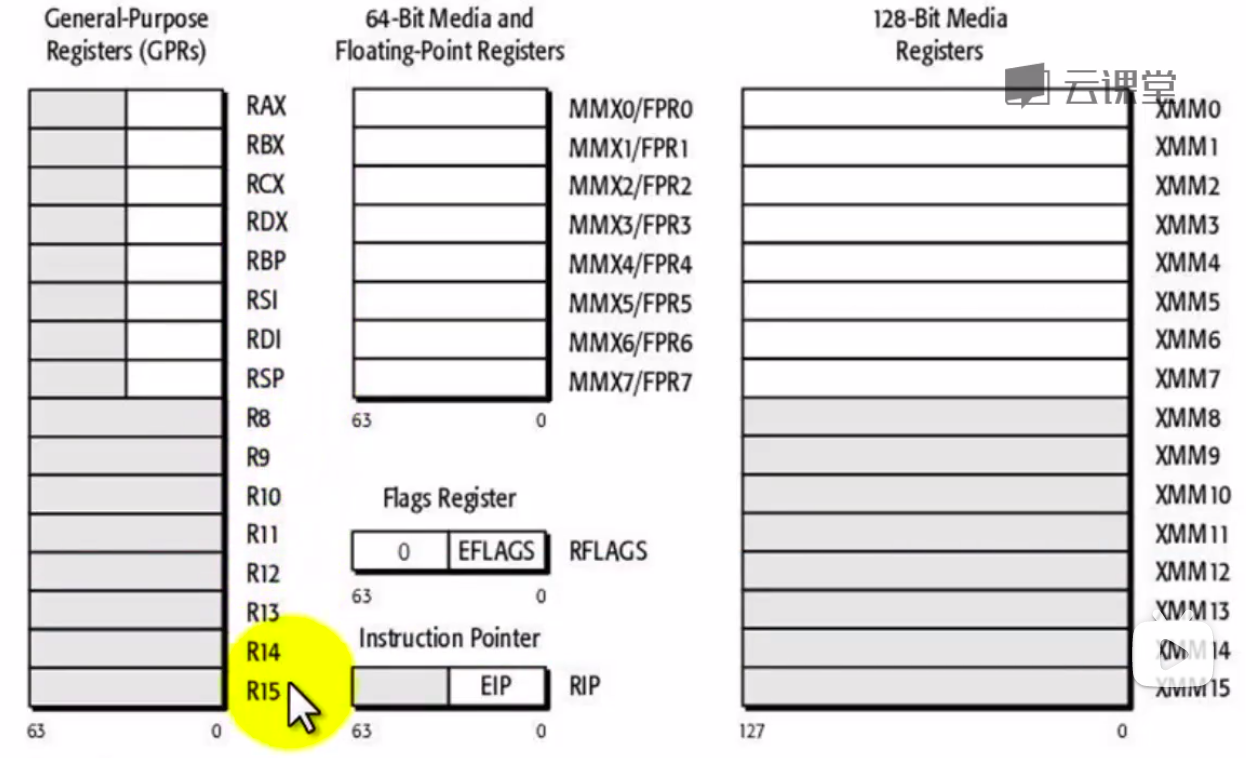 General-Purpose
Registers (GPRs)
RAX
RBX
RCX
RDX
RBP
RSI
RDI
RSP
R8
R9
R10
R11
R12
R13
R14
R15
63 0
64-Bit Media and
Floating-Point Registers
MMX0/FPR0
MMX1/FPR1
MMX2/FPR2
MMX3/FPR3
MMX4/FPR4
MMX5/FPR5
MMX6/FPR6
MMX7/FPR7
63 0
Flags Register
0 EFLAGS RFLAGS
63 0
Instruction Pointer
EIP RIP
63 0
128-Bit Media
Registers
云课堂
XMM0
XMM1
XMM2
XMM3
XMM4
XMM5
XMM6
XMM7
XMM8
XMM9
XMM10
XMM11
XMM12
XMM13
XMM14
XMM15
127 0